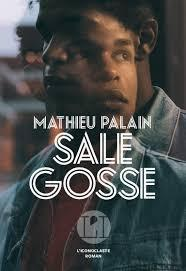 MATHIEU PALAIN
SALE
GOSSE
L'ICONOCLASTE
ROMAN